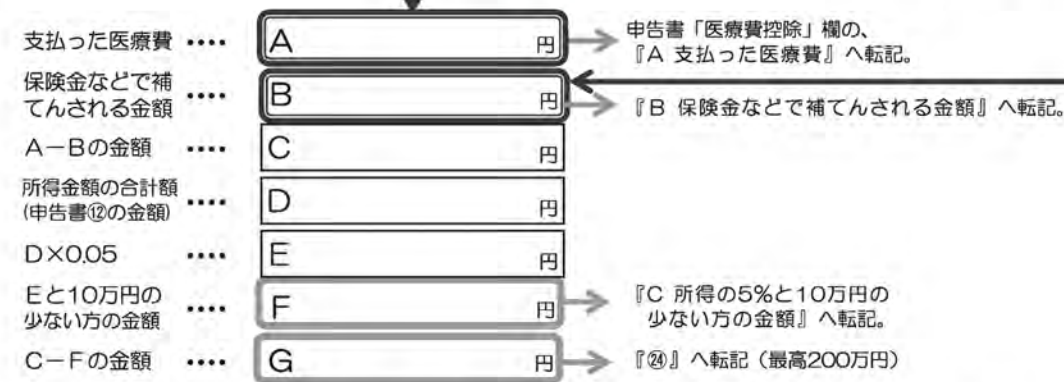 支払った医療費 ‥‥ A 円 申告書「医療費控除」欄の、
『A 支払った医療費』へ転記。
保険金などで補
てんされる金額 ‥‥ B 円 『B 保険金などで補てんされる金額』へ転記。
A－Bの金額 ‥‥ C 円
所得金額の合計額
(申告書⑫の金額) ‥‥ D 円
D×0.05 ‥‥ E 円
Eと10万円の
少ない方の金額 ‥‥ F 円 『C 所得の5%と10万円の
少ない方の金額』へ転記。
C－Fの金額 ‥‥ G 円 『㉔』へ転記（最高200万円）